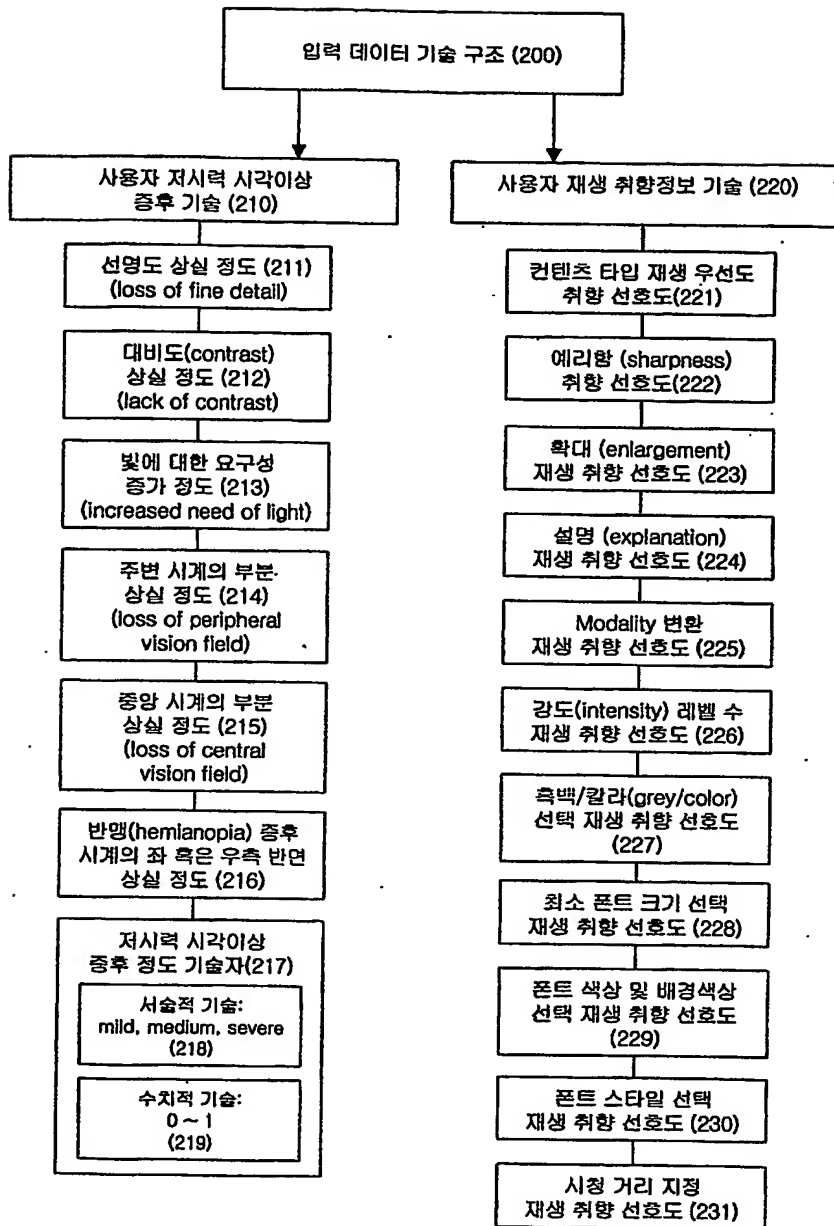 입력 데이터 기술 구조 (200)
사용자 저시력 시각이상
증후 기술 (210)
선명도 상실 정도 (211)
(loss of fine detail)
대비도(contrast)
상실 정도 (212)
(lack of contrast)
빛에 대한 요구성
증가 정도 (213)
(increased need of light)
주변 시계의 부분
상실 정도 (214)
(loss of peripheral
vision field)
중앙 시계의 부분
상실 정도 (215)
(loss of central
vision field)
반맹(hemianopia) 증후
시계의 좌 혹은 우측 반면
상실 정도 (216)
저시력 시각이상
증후 정도 기술자(217)
서술적 기술:
mild, medium, severe
(218)
수치적 기술:
0 ~ 1
(219)
사용자 재생 취향정보 기술 (220)
컨텐츠 타입 재생 우선도
취향 선호도(221)
예리함 (sharpness)
취향 선호도(222)
확대 (enlargement)
재생 취향 선호도 (223)
설명 (explanation)
재생 취향 선호도 (224)
Modality 변환
재생 취향 선호도 (225)
강도(intensity) 레벨 수
재생 취향 선호도 (226)
흑백/칼라(grey/color)
선택 재생 취향 선호도
(227)
최소 폰트 크기 선택
재생 취향 선호도 (228)
폰트 색상 및 배경색상
선택 재생 취향 선호도
(229)
폰트 스타일 선택
재생 취향 선호도 (230)
시청 거리 지정
재생 취향 선호도 (231)